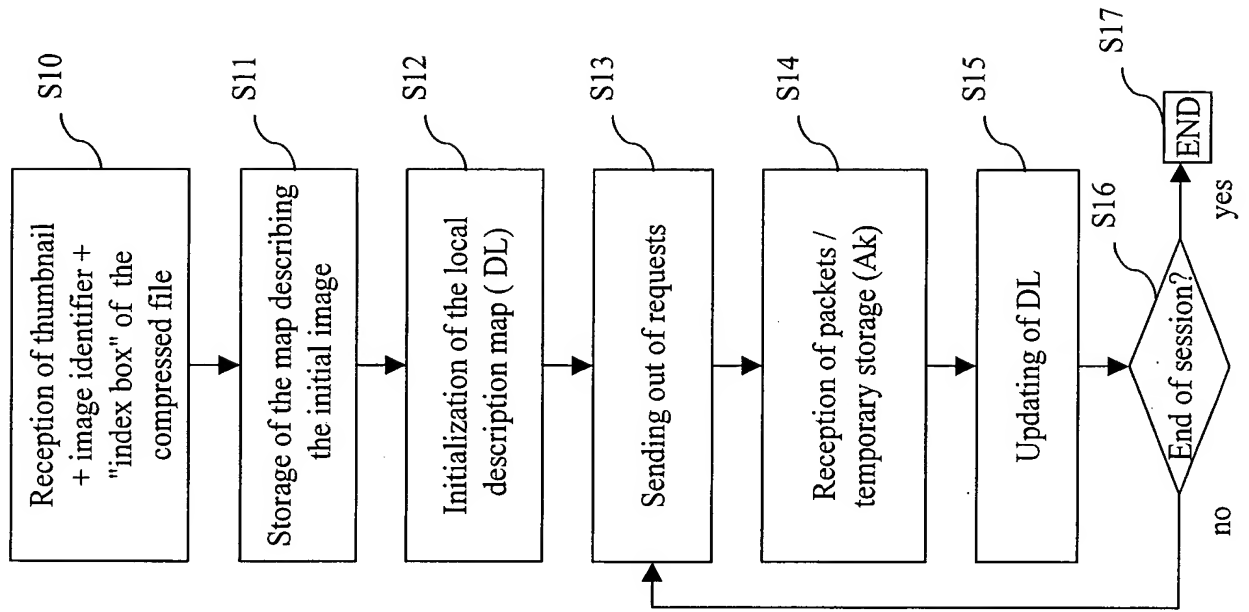 Reception of thumbnail
+ image identifier +
"index box" of the
compressed file
S10
Storage of the map describing
the initial image
S11
Initialization of the local
description map ( DL)
S12
Sending out of requests
S13
Reception of packets /
temporary storage (Ak)
S14
Updating of DL
S15
End of session?
S16
no
yes
END
S17